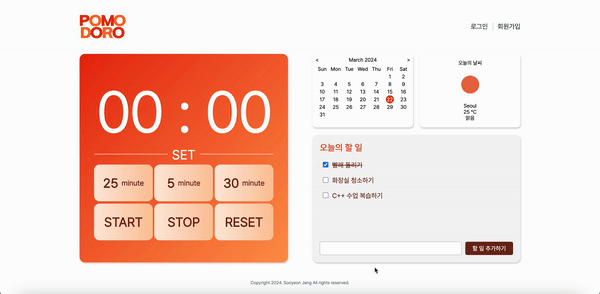 POMO
DORO
로그인
회원가입
00 : 00
SET
25 minute
5 minute
30 minute
START
STOP
RESET
< March 2024 >
Sun Mon Tue Wed Thu Fri Sat
1 2
3 4 5 6 7 8 9
10 11 12 13 14 15 16
17 18 19 20 21 22 23
24 25 26 27 28 29 30
31
오늘의 날씨
Seoul
25 ℃
맑음
오늘의 할 일
빨래 돌리기
화장실 청소하기
C++ 수업 복습하기
할 일 추가하기
Copyright 2024. Sooyeon Jang All rights reserved.